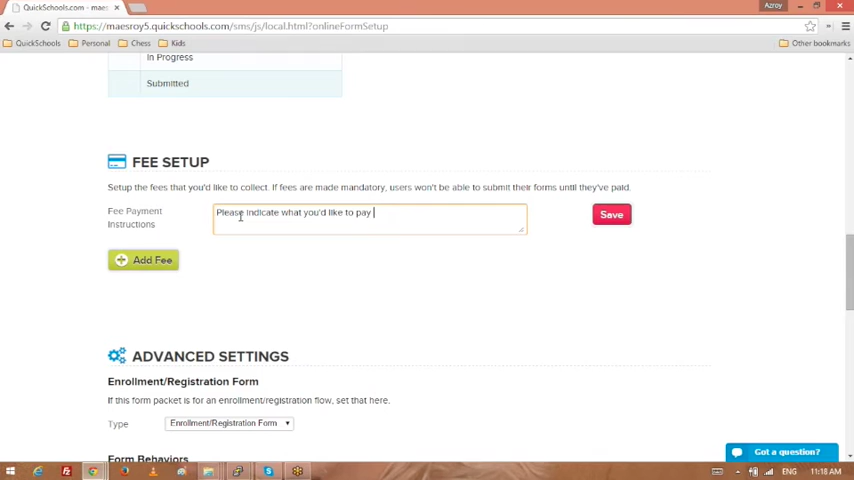 QuickSchools.com - maes
Azroy
https://maesroy5.quickschools.com/sms/js/local.html?onlineFormSetup
QuickSchools
Personal
Chess
Kids
Other bookmarks
In Progress
Submitted
FEE SETUP
Setup the fees that you'd like to collect. If fees are made mandatory, users won't be able to submit their forms until they've paid.
Fee Payment
Instructions
Please indicate what you'd like to pay
Save
Add Fee
ADVANCED SETTINGS
Enrollment/Registration Form
If this form packet is for an enrollment/registration flow, set that here.
Type
Enrollment/Registration Form
Form Behaviors
Got a question?
ENG
11:18 AM